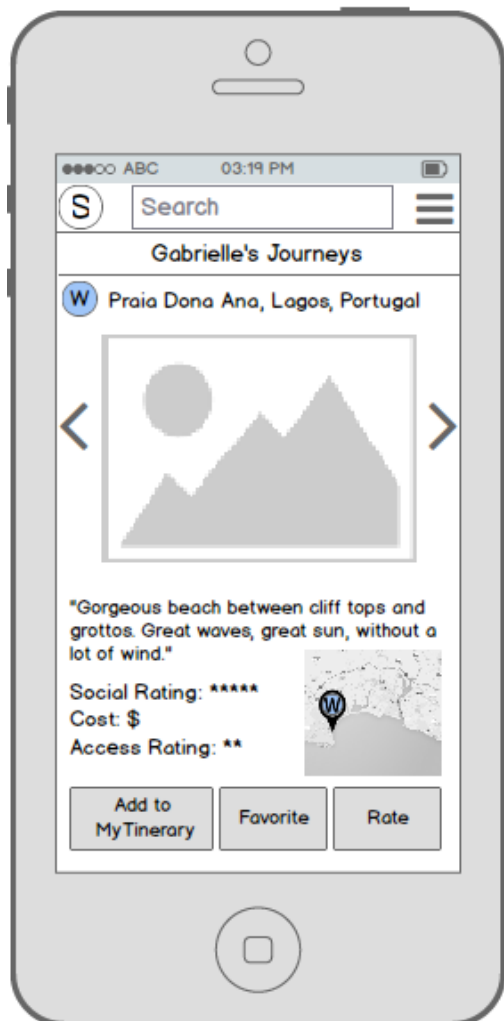 ABC 03:19 PM
S Search
Gabrielle's Journeys
W Praia Dona Ana, Lagos, Portugal
"Gorgeous beach between cliff tops and
grottos. Great waves, great sun, without a
lot of wind."
Social Rating: *****
Cost: $
Access Rating: **
W
Add to
MyTinerary
Favorite
Rate